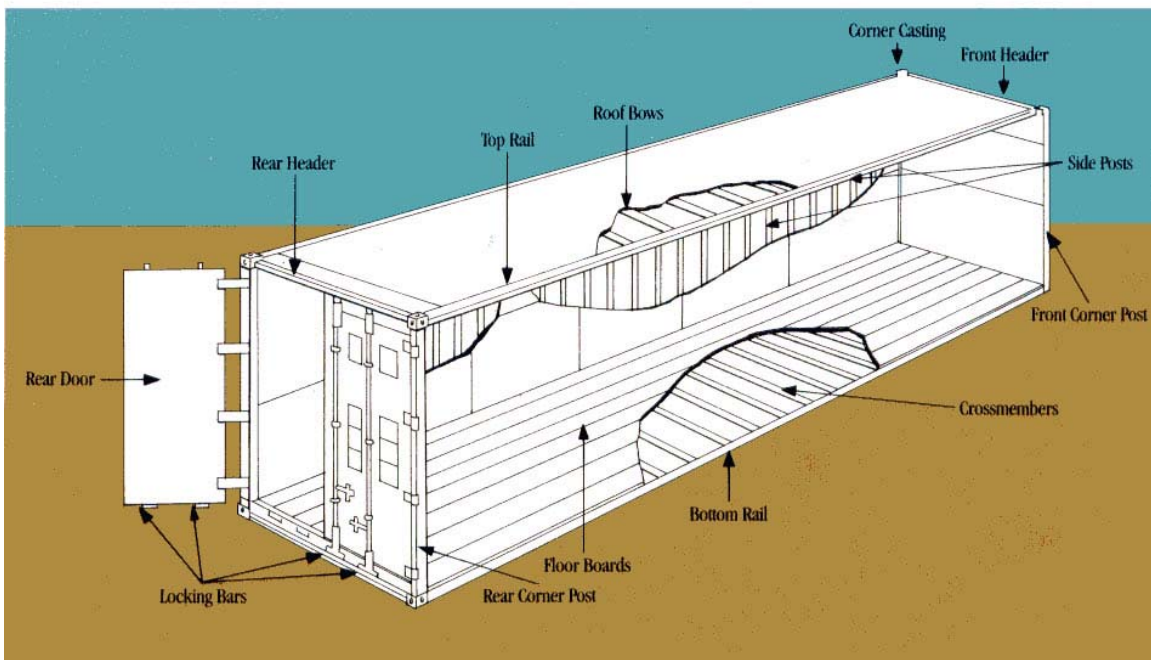 Corner Casting
Front Header
Roof Bows
Top Rail
Rear Header
Side Posts
Front Corner Post
Rear Door
Crossmembers
Bottom Rail
Floor Boards
Locking Bars
Rear Corner Post